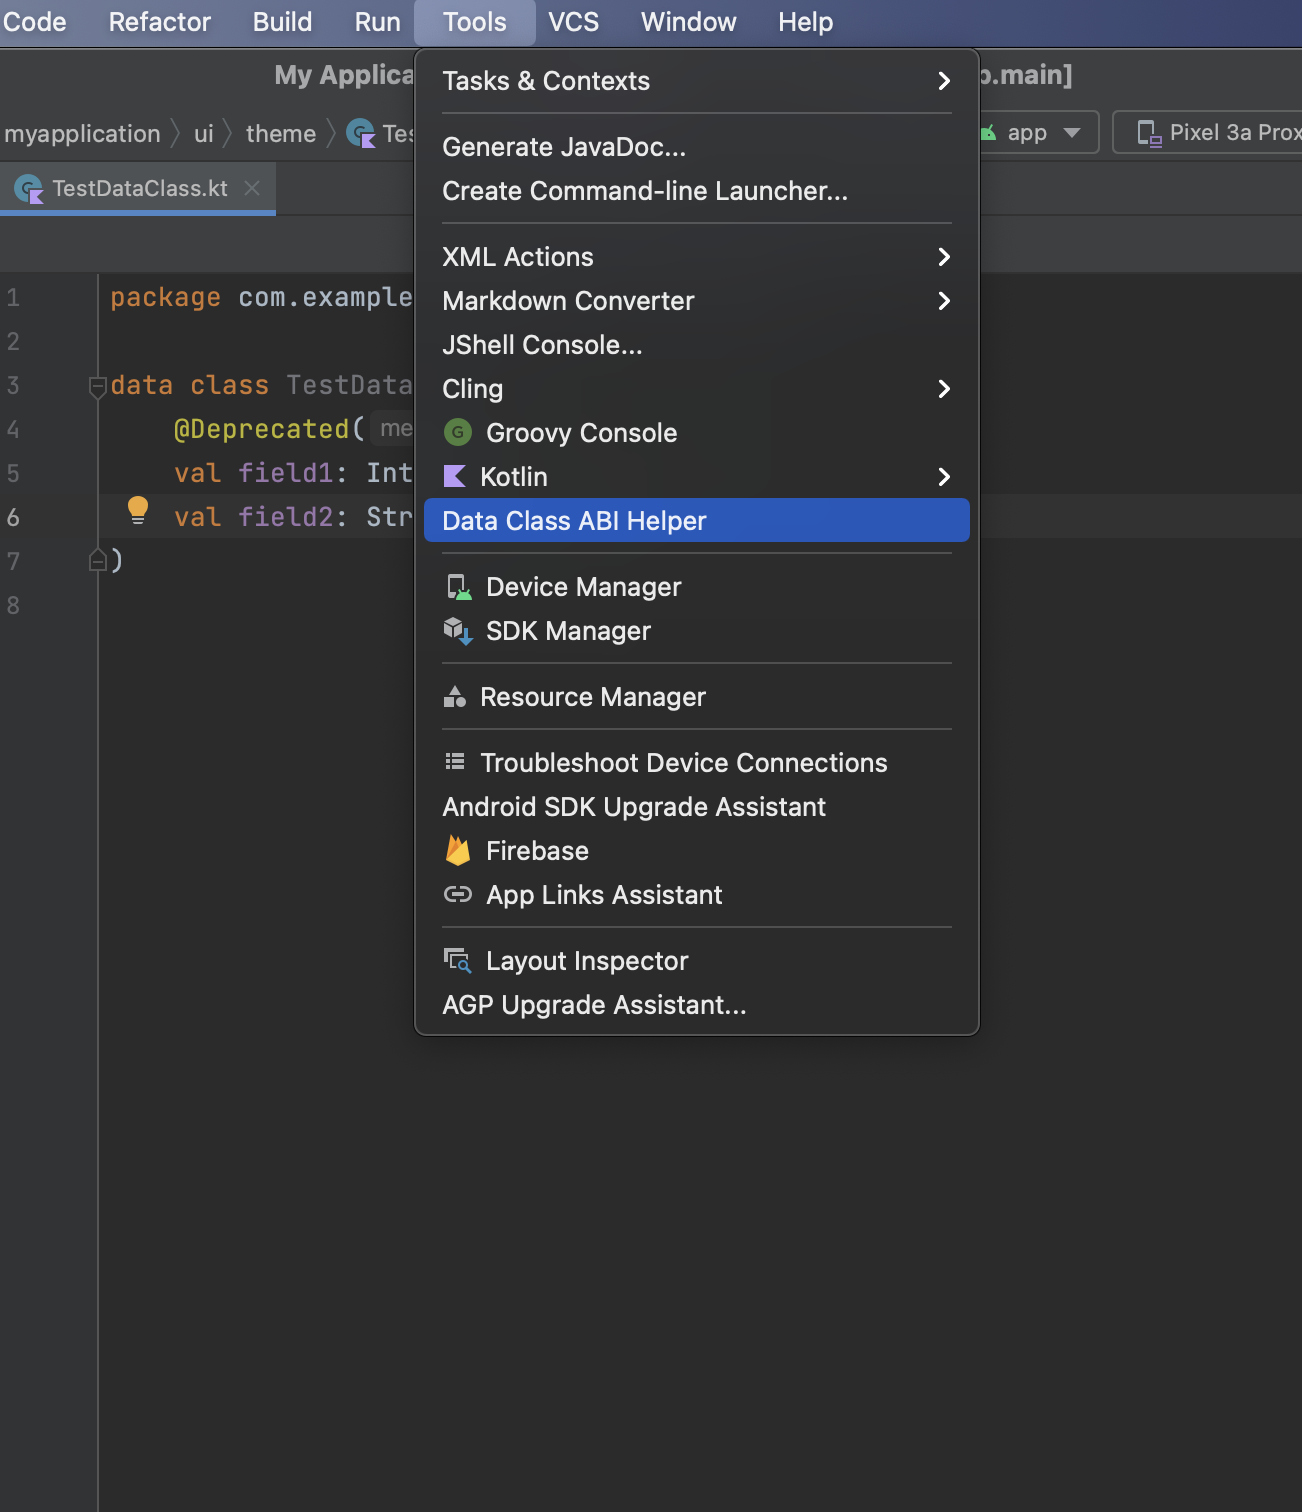 Code Refactor Build Run Tools VCS Window Help
My Applica .main]
myapplication ui theme Tes app Pixel 3a Prox
TestDataClass.kt
1 package com.example
2
3 data class TestData
4 @Deprecated( me
5 val field1: Int
6 val field2: Str
7 )
8
Tasks & Contexts
Generate JavaDoc...
Create Command-line Launcher...
XML Actions
Markdown Converter
JShell Console...
Cling
G Groovy Console
Kotlin
Data Class ABI Helper
Device Manager
SDK Manager
Resource Manager
Troubleshoot Device Connections
Android SDK Upgrade Assistant
Firebase
App Links Assistant
Layout Inspector
AGP Upgrade Assistant...